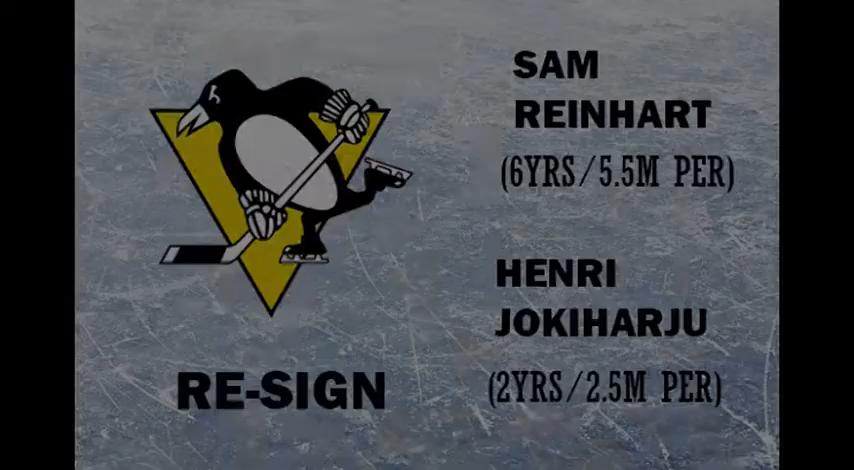 SAM
REINHART
(6YRS/5.5M PER)
HENRI
JOKIHARJU
(2YRS/2.5M PER)
RE-SIGN